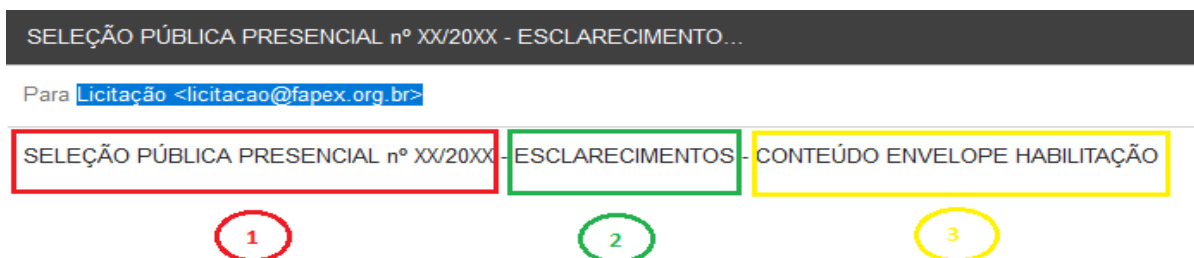 SELEÇÃO PÚBLICA PRESENCIAL nº XX/20XX - ESCLARECIMENTO...
Para Licitação <licitacao@fapex.org.br>
SELEÇÃO PÚBLICA PRESENCIAL nº XX/20XX - ESCLARECIMENTOS - CONTEÚDO ENVELOPE HABILITAÇÃO
1 2 3